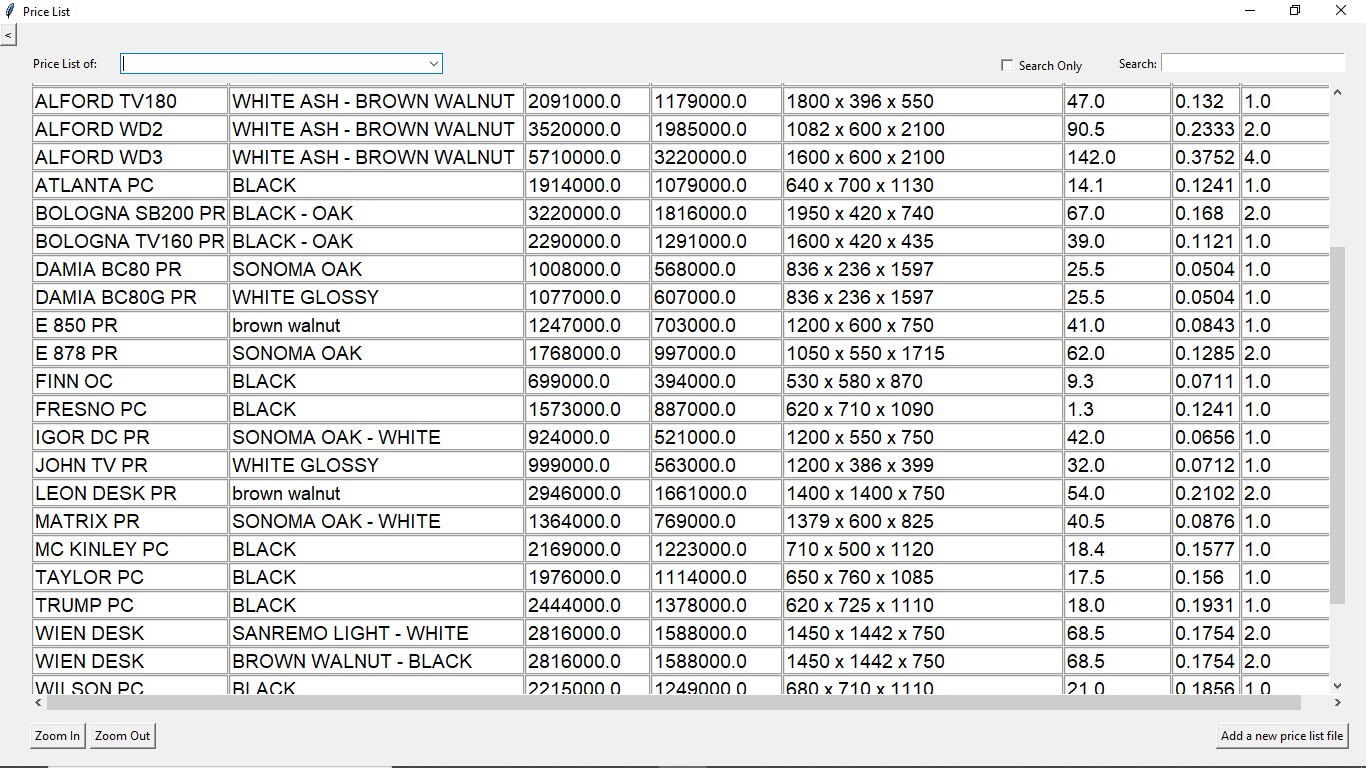 Price List
<
Price List of:
Search Only
Search:
ALFORD TV180 WHITE ASH - BROWN WALNUT 2091000.0 1179000.0 1800 x 396 x 550 47.0 0.132 1.0
ALFORD WD2 WHITE ASH - BROWN WALNUT 3520000.0 1985000.0 1082 x 600 x 2100 90.5 0.2333 2.0
ALFORD WD3 WHITE ASH - BROWN WALNUT 5710000.0 3220000.0 1600 x 600 x 2100 142.0 0.3752 4.0
ATLANTA PC BLACK 1914000.0 1079000.0 640 x 700 x 1130 14.1 0.1241 1.0
BOLOGNA SB200 PR BLACK - OAK 3220000.0 1816000.0 1950 x 420 x 740 67.0 0.168 2.0
BOLOGNA TV160 PR BLACK - OAK 2290000.0 1291000.0 1600 x 420 x 435 39.0 0.1121 1.0
DAMIA BC80 PR SONOMA OAK 1008000.0 568000.0 836 x 236 x 1597 25.5 0.0504 1.0
DAMIA BC80G PR WHITE GLOSSY 1077000.0 607000.0 836 x 236 x 1597 25.5 0.0504 1.0
E 850 PR brown walnut 1247000.0 703000.0 1200 x 600 x 750 41.0 0.0843 1.0
E 878 PR SONOMA OAK 1768000.0 997000.0 1050 x 550 x 1715 62.0 0.1285 2.0
FINN OC BLACK 699000.0 394000.0 530 x 580 x 870 9.3 0.0711 1.0
FRESNO PC BLACK 1573000.0 887000.0 620 x 710 x 1090 1.3 0.1241 1.0
IGOR DC PR SONOMA OAK - WHITE 924000.0 521000.0 1200 x 550 x 750 42.0 0.0656 1.0
JOHN TV PR WHITE GLOSSY 999000.0 563000.0 1200 x 386 x 399 32.0 0.0712 1.0
LEON DESK PR brown walnut 2946000.0 1661000.0 1400 x 1400 x 750 54.0 0.2102 2.0
MATRIX PR SONOMA OAK - WHITE 1364000.0 769000.0 1379 x 600 x 825 40.5 0.0876 1.0
MC KINLEY PC BLACK 2169000.0 1223000.0 710 x 500 x 1120 18.4 0.1577 1.0
TAYLOR PC BLACK 1976000.0 1114000.0 650 x 760 x 1085 17.5 0.156 1.0
TRUMP PC BLACK 2444000.0 1378000.0 620 x 725 x 1110 18.0 0.1931 1.0
WIEN DESK SANREMO LIGHT - WHITE 2816000.0 1588000.0 1450 x 1442 x 750 68.5 0.1754 2.0
WIEN DESK BROWN WALNUT - BLACK 2816000.0 1588000.0 1450 x 1442 x 750 68.5 0.1754 2.0
WILSON PC BLACK 2215000.0 1249000.0 680 x 710 x 1110 21.0 0.1856 1.0
Zoom In
Zoom Out
Add a new price list file